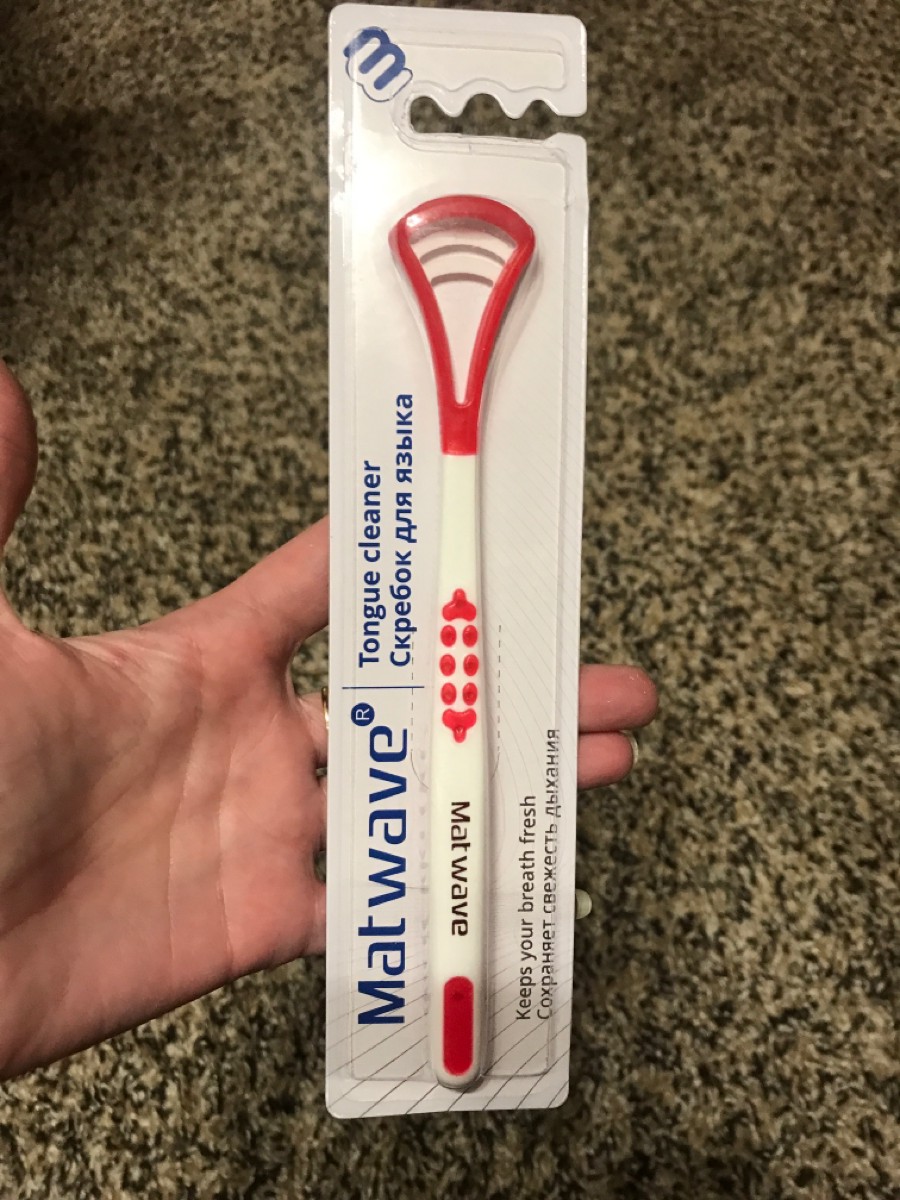 Matwave®
Tongue cleaner
Скребок для языка
Matwave
Keeps your breath fresh
Сохраняет свежесть дыхания